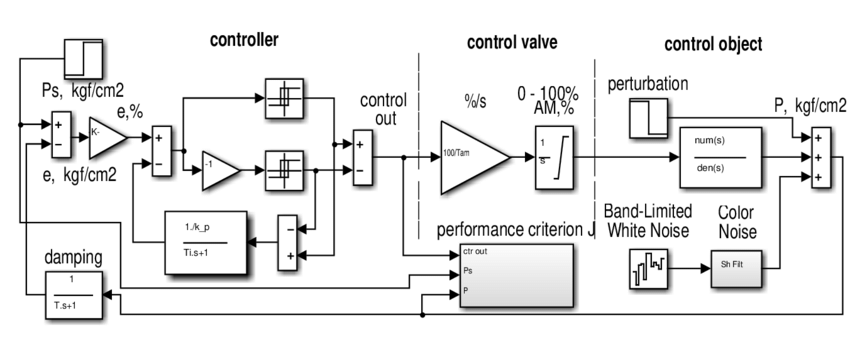 controller
control valve
control object
Ps, kgf/cm2
e,%
control
out
%/s
0 - 100%
AM,%
perturbation
P, kgf/cm2
+
−
K-
+
−
-1
+
−
100/Tam
1
s
num(s)
den(s)
+
+
+
e, kgf/cm2
1./k_p
Ti.s+1
−
+
performance criterion J
ctr out
Ps
P
Band-Limited
White Noise
Color
Noise
Sh Filt
damping
1
T.s+1